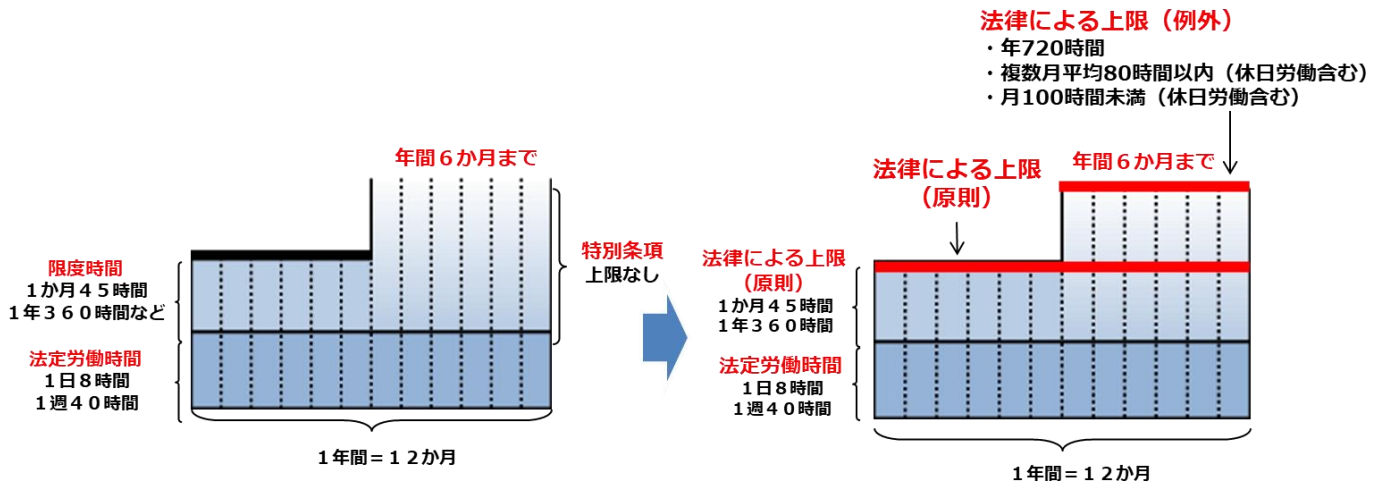 年間６か月まで
特別条項
上限なし
限度時間
１か月４５時間
１年３６０時間など
法定労働時間
１日８時間
１週４０時間
１年間＝１２か月
法律による上限（例外）
・年720時間
・複数月平均80時間以内（休日労働含む）
・月100時間未満（休日労働含む）
年間６か月まで
法律による上限
（原則）
法律による上限
（原則）
１か月４５時間
１年３６０時間
法定労働時間
１日８時間
１週４０時間
１年間＝１２か月